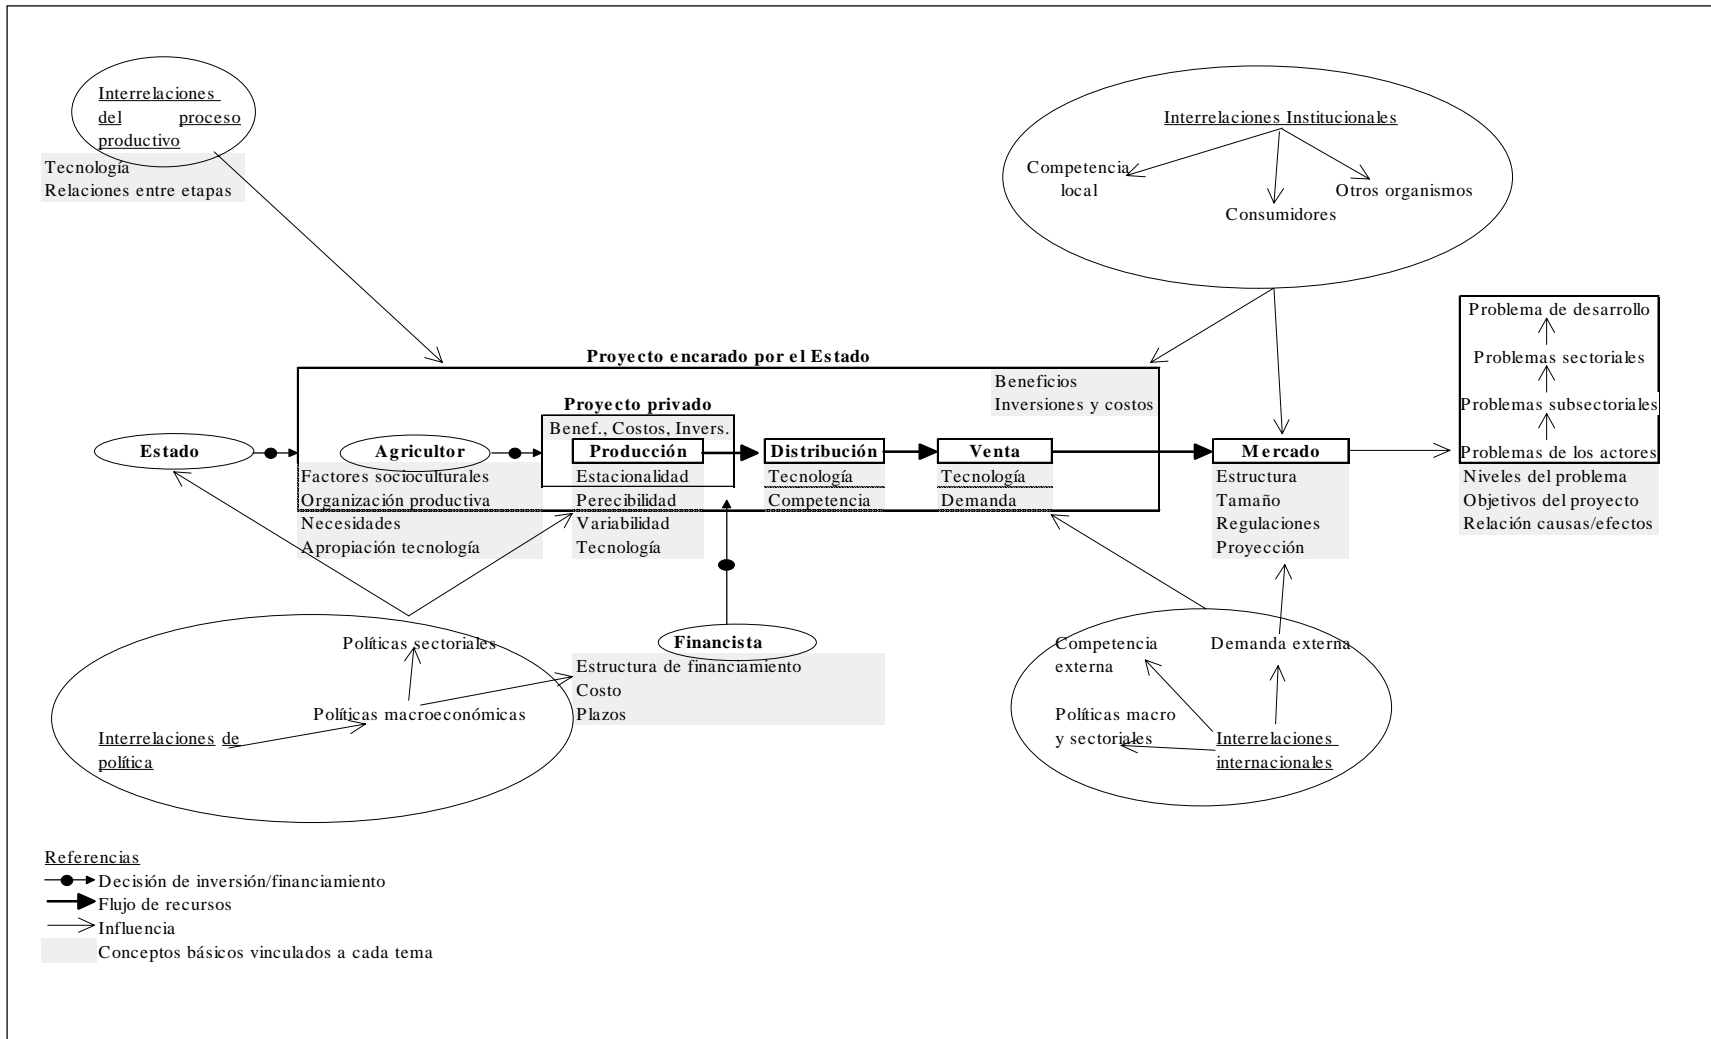 Interrelaciones
del proceso
productivo
Tecnología
Relaciones entre etapas
Interrelaciones Institucionales
Competencia
local
Consumidores
Otros organismos
Problema de desarrollo
Problemas sectoriales
Problemas subsectoriales
Problemas de los actores
Niveles del problema
Objetivos del proyecto
Relación causas/efectos
Proyecto encarado por el Estado
Beneficios
Inversiones y costos
Proyecto privado
Benef., Costos, Invers.
Estado
Agricultor
Factores socioculturales
Organización productiva
Necesidades
Apropiación tecnología
Producción
Estacionalidad
Perecibilidad
Variabilidad
Tecnología
Distribución
Tecnología
Competencia
Venta
Tecnología
Demanda
Mercado
Estructura
Tamaño
Regulaciones
Proyección
Políticas sectoriales
Políticas macroeconómicas
Interrelaciones de
política
Financista
Estructura de financiamiento
Costo
Plazos
Competencia
externa
Demanda externa
Políticas macro
y sectoriales
Interrelaciones
internacionales
Referencias
Decisión de inversión/financiamiento
Flujo de recursos
Influencia
Conceptos básicos vinculados a cada tema